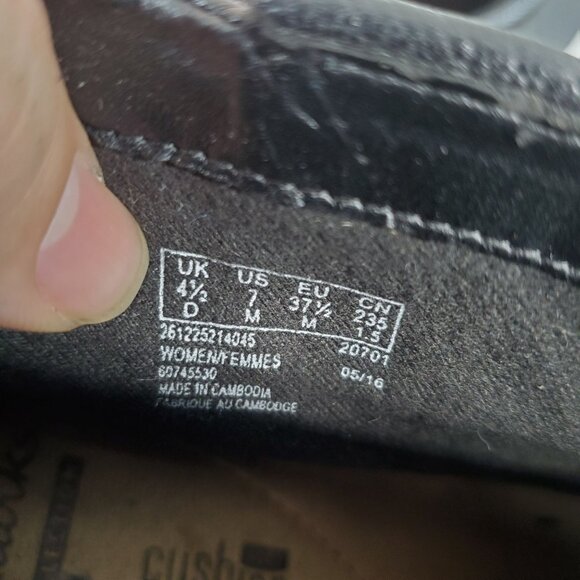 UK US EU CN
4½ 7 37½ 235
D M M 1.5
261225214045 20701
WOMEN/FEMMES
60745530 05/16
MADE IN CAMBODIA
FABRIQUE AU CAMBODGE